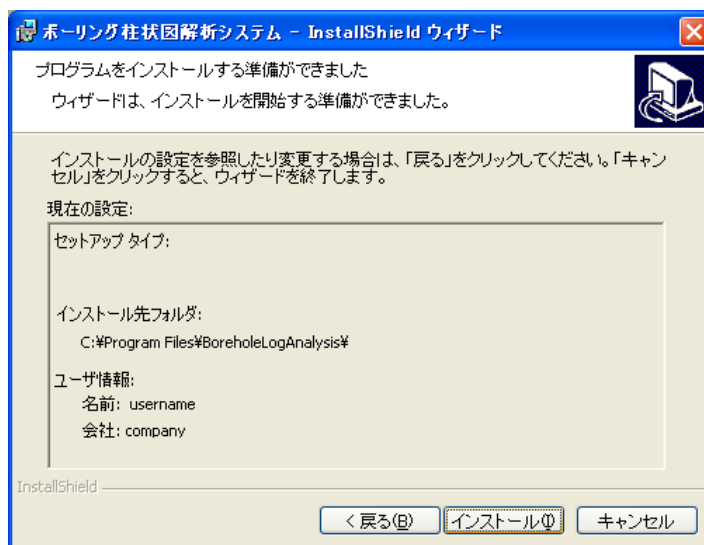 ボーリング柱状図解析システム - InstallShield ウィザード
プログラムをインストールする準備ができました
ウィザードは、インストールを開始する準備ができました。
インストールの設定を参照したり変更する場合は、「戻る」をクリックしてください。「キャン
セル」をクリックすると、ウィザードを終了します。
現在の設定:
セットアップ タイプ:
インストール先フォルダ:
C:¥Program Files¥BoreholeLogAnalysis¥
ユーザ情報:
名前: username
会社: company
InstallShield
< 戻る(B) インストール(I) キャンセル